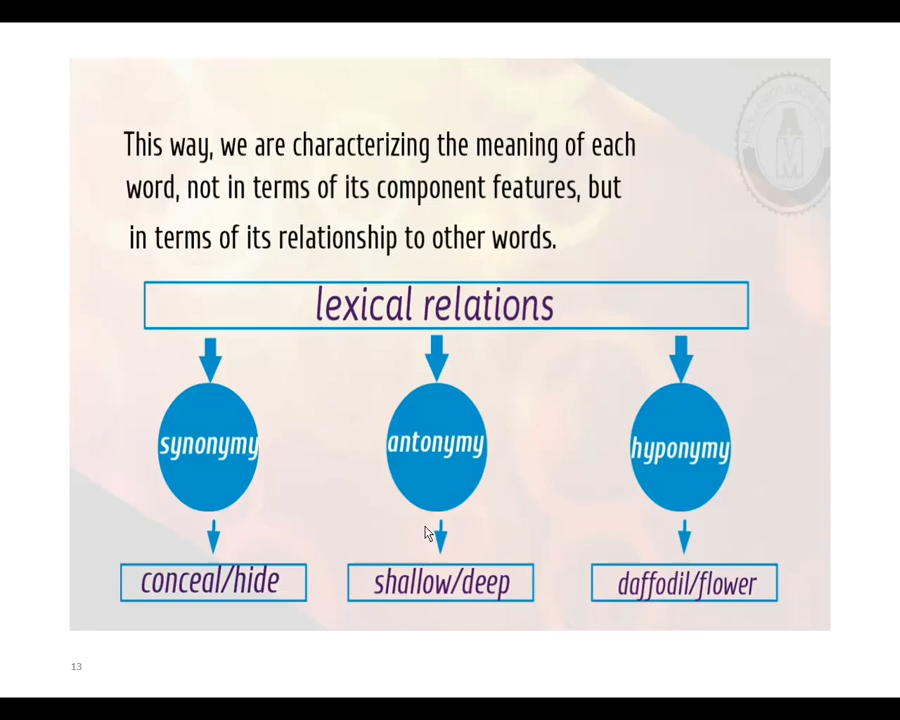 This way, we are characterizing the meaning of each
word, not in terms of its component features, but
in terms of its relationship to other words.
lexical relations
synonymy
antonymy
hyponymy
conceal/hide
shallow/deep
daffodil/flower
13